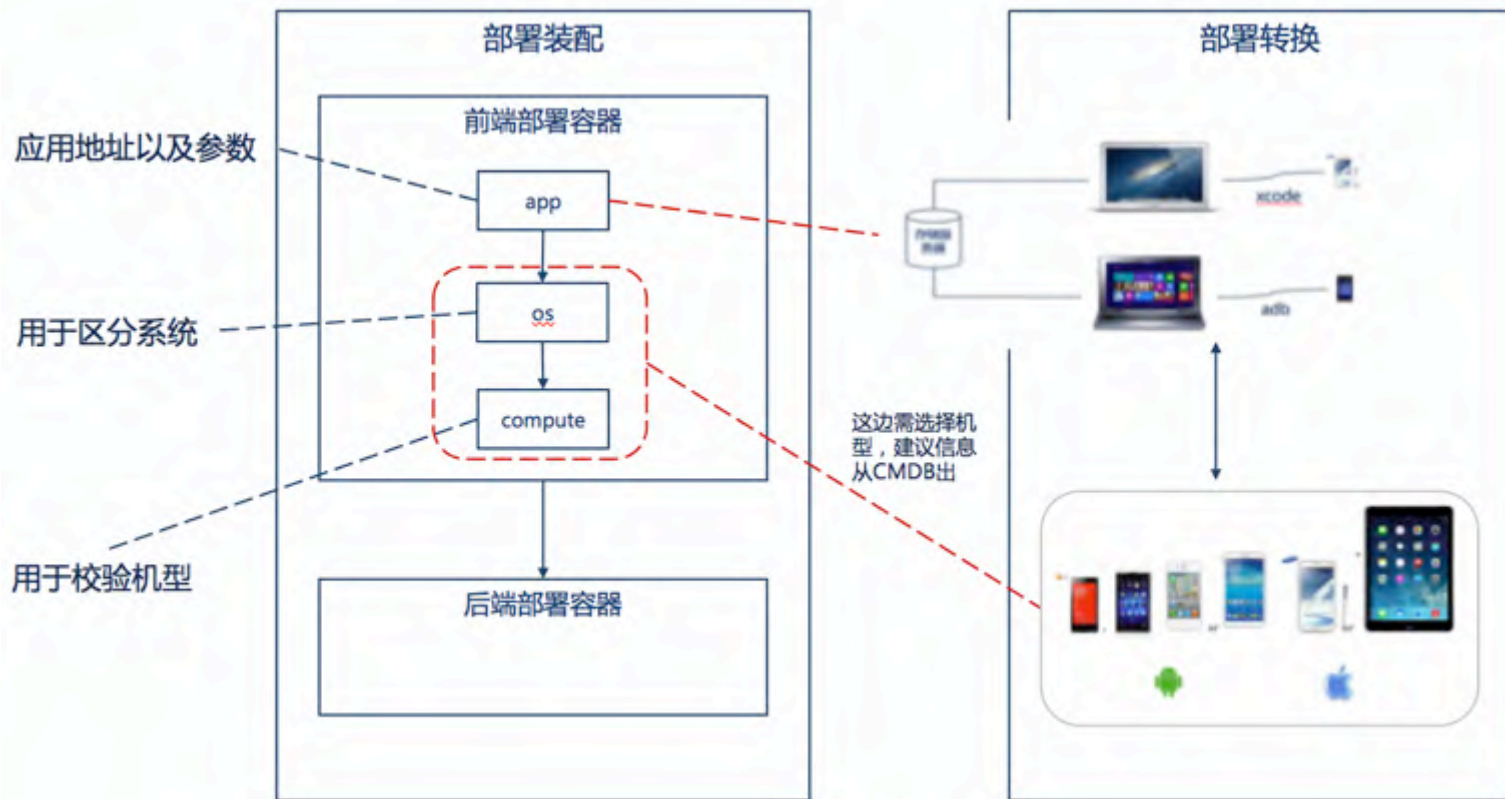 部署装配
部署转换
前端部署容器
应用地址以及参数
app
xcode
adb
用于区分系统
os
这边需选择机
型，建议信息
从CMDB出
compute
用于校验机型
后端部署容器